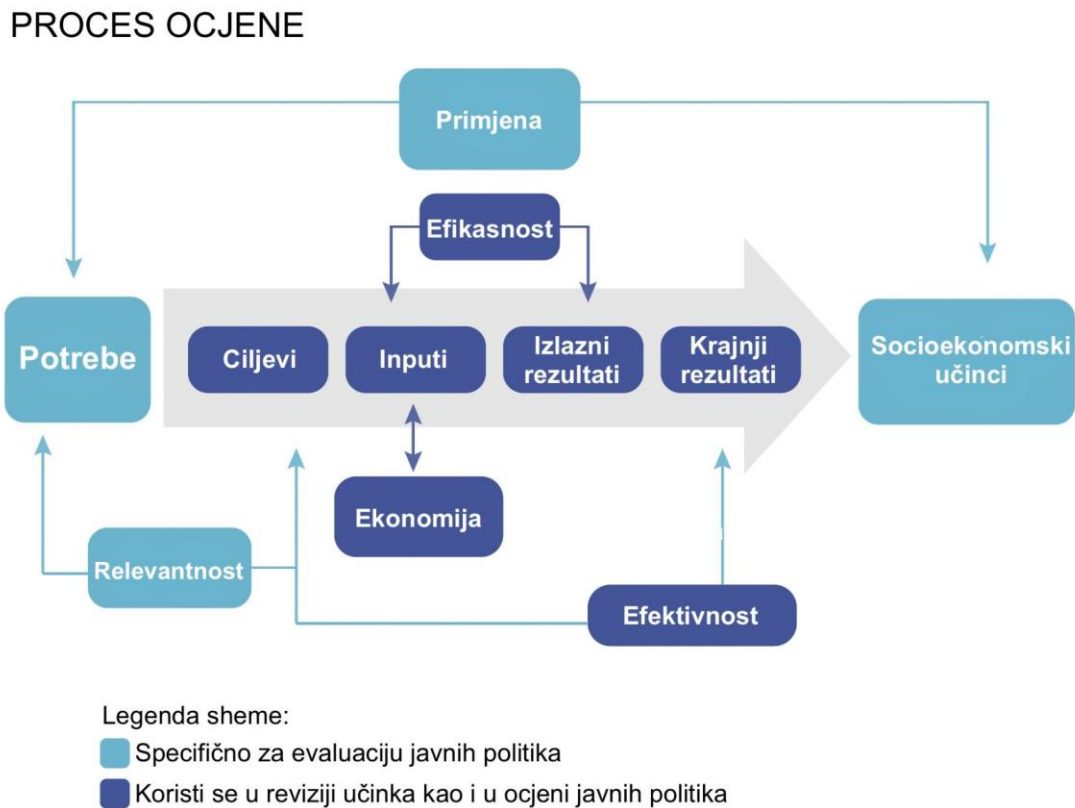 PROCES OCJENE
Primjena
Efikasnost
Potrebe
Ciljevi
Inputi
Izlazni
rezultati
Krajnji
rezultati
Socioekonomski
učinci
Ekonomija
Relevantnost
Efektivnost
Legenda sheme:
Specifično za evaluaciju javnih politika
Koristi se u reviziji učinka kao i u ocjeni javnih politika